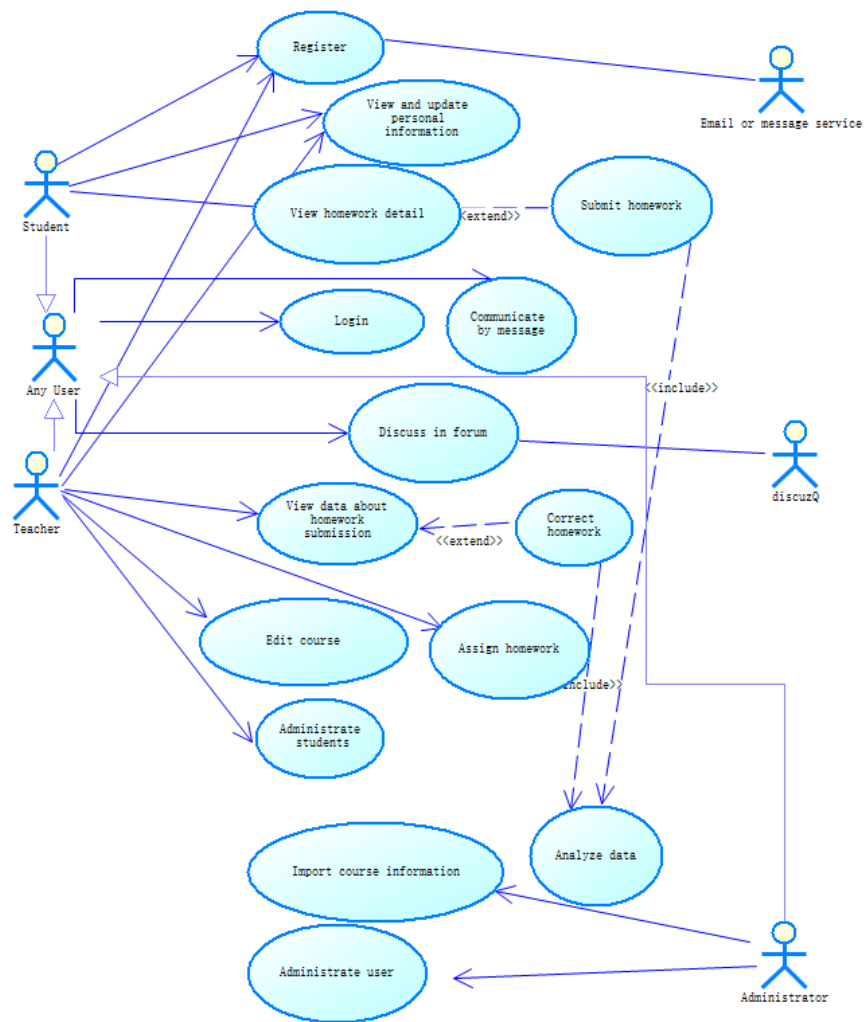 Register
Email or message service
View and update
personal
information
Student
View homework detail
<<extend>>
Submit homework
Any User
Login
Communicate
by message
<<include>>
Discuss in forum
discuzQ
Teacher
View data about
homework
submission
<<extend>>
Correct
homework
Edit course
Assign homework
include>>
Administrate
students
Analyze data
Import course information
Administrate user
Administrator